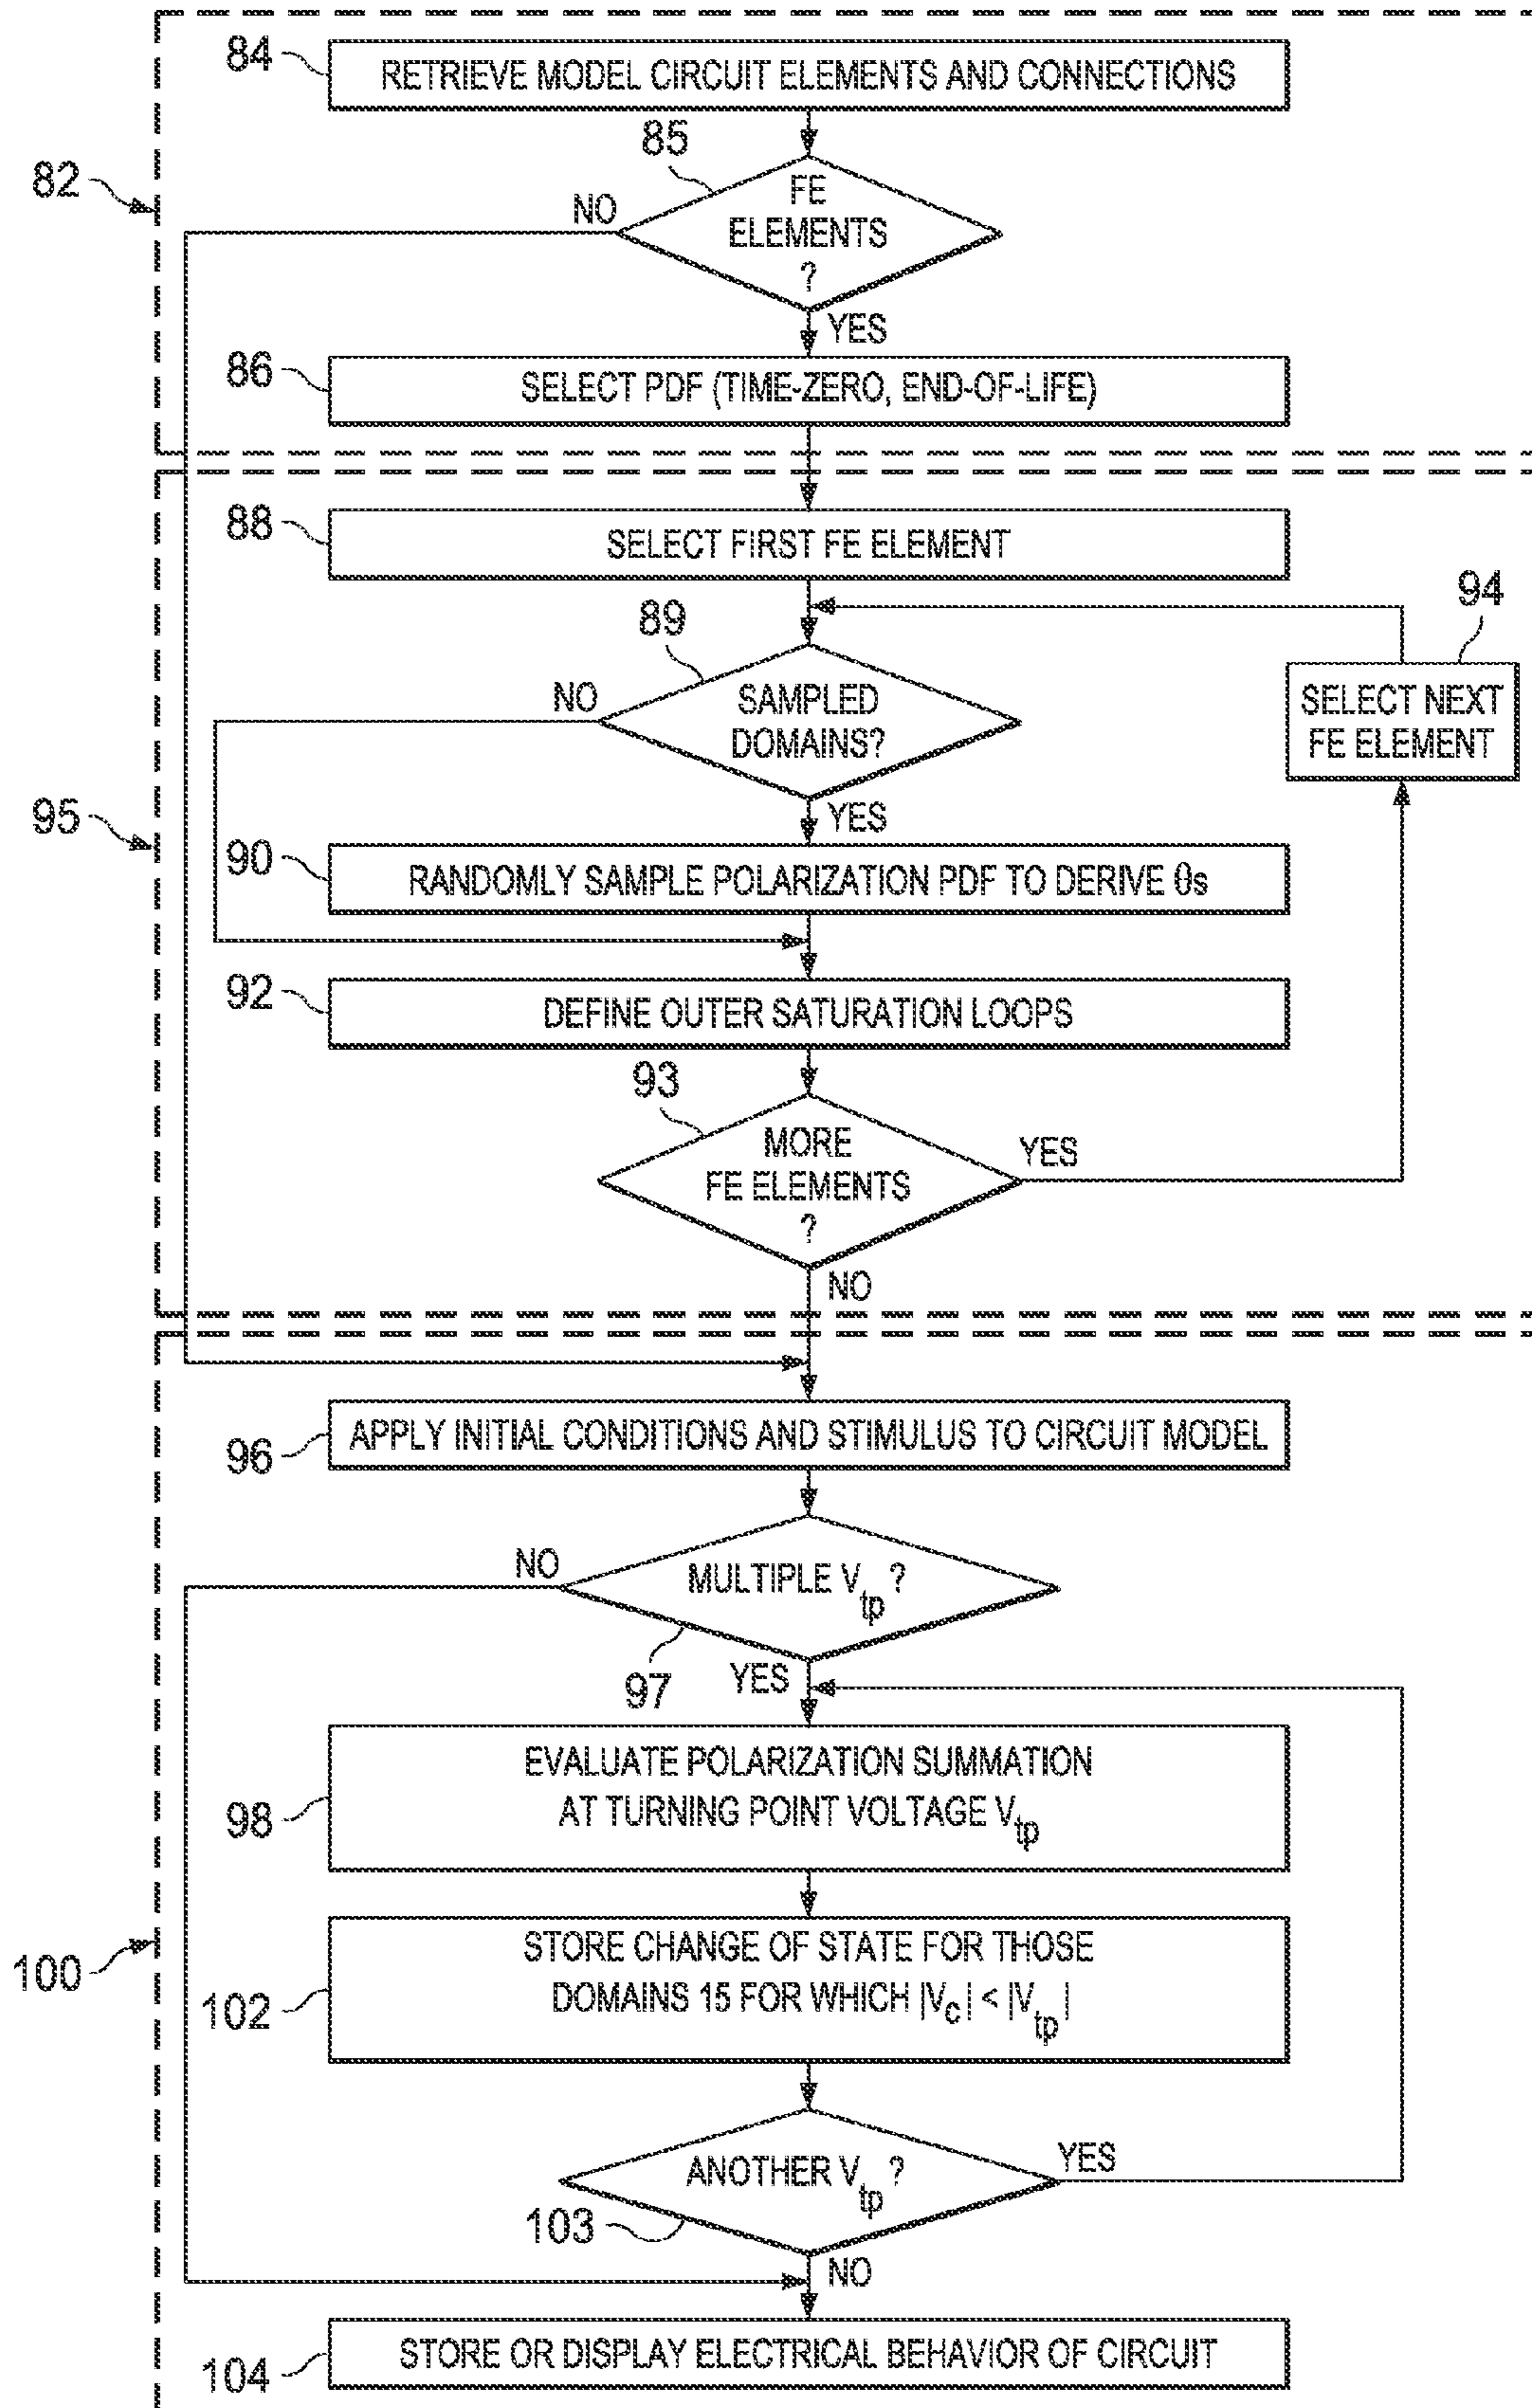 84
RETRIEVE MODEL CIRCUIT ELEMENTS AND CONNECTIONS
85
82
NO
FE
ELEMENTS
?
YES
86
SELECT PDF (TIME-ZERO, END-OF-LIFE)
88
SELECT FIRST FE ELEMENT
94
89
NO
SAMPLED
DOMAINS?
SELECT NEXT
FE ELEMENT
95
YES
90
RANDOMLY SAMPLE POLARIZATION PDF TO DERIVE θs
92
DEFINE OUTER SATURATION LOOPS
93
MORE
FE ELEMENTS
?
YES
NO
96
APPLY INITIAL CONDITIONS AND STIMULUS TO CIRCUIT MODEL
NO
MULTIPLE Vtp ?
97
YES
98
EVALUATE POLARIZATION SUMMATION
AT TURNING POINT VOLTAGE Vtp
100
102
STORE CHANGE OF STATE FOR THOSE
DOMAINS 15 FOR WHICH |Vc| < |Vtp|
ANOTHER Vtp ?
YES
103
NO
104
STORE OR DISPLAY ELECTRICAL BEHAVIOR OF CIRCUIT